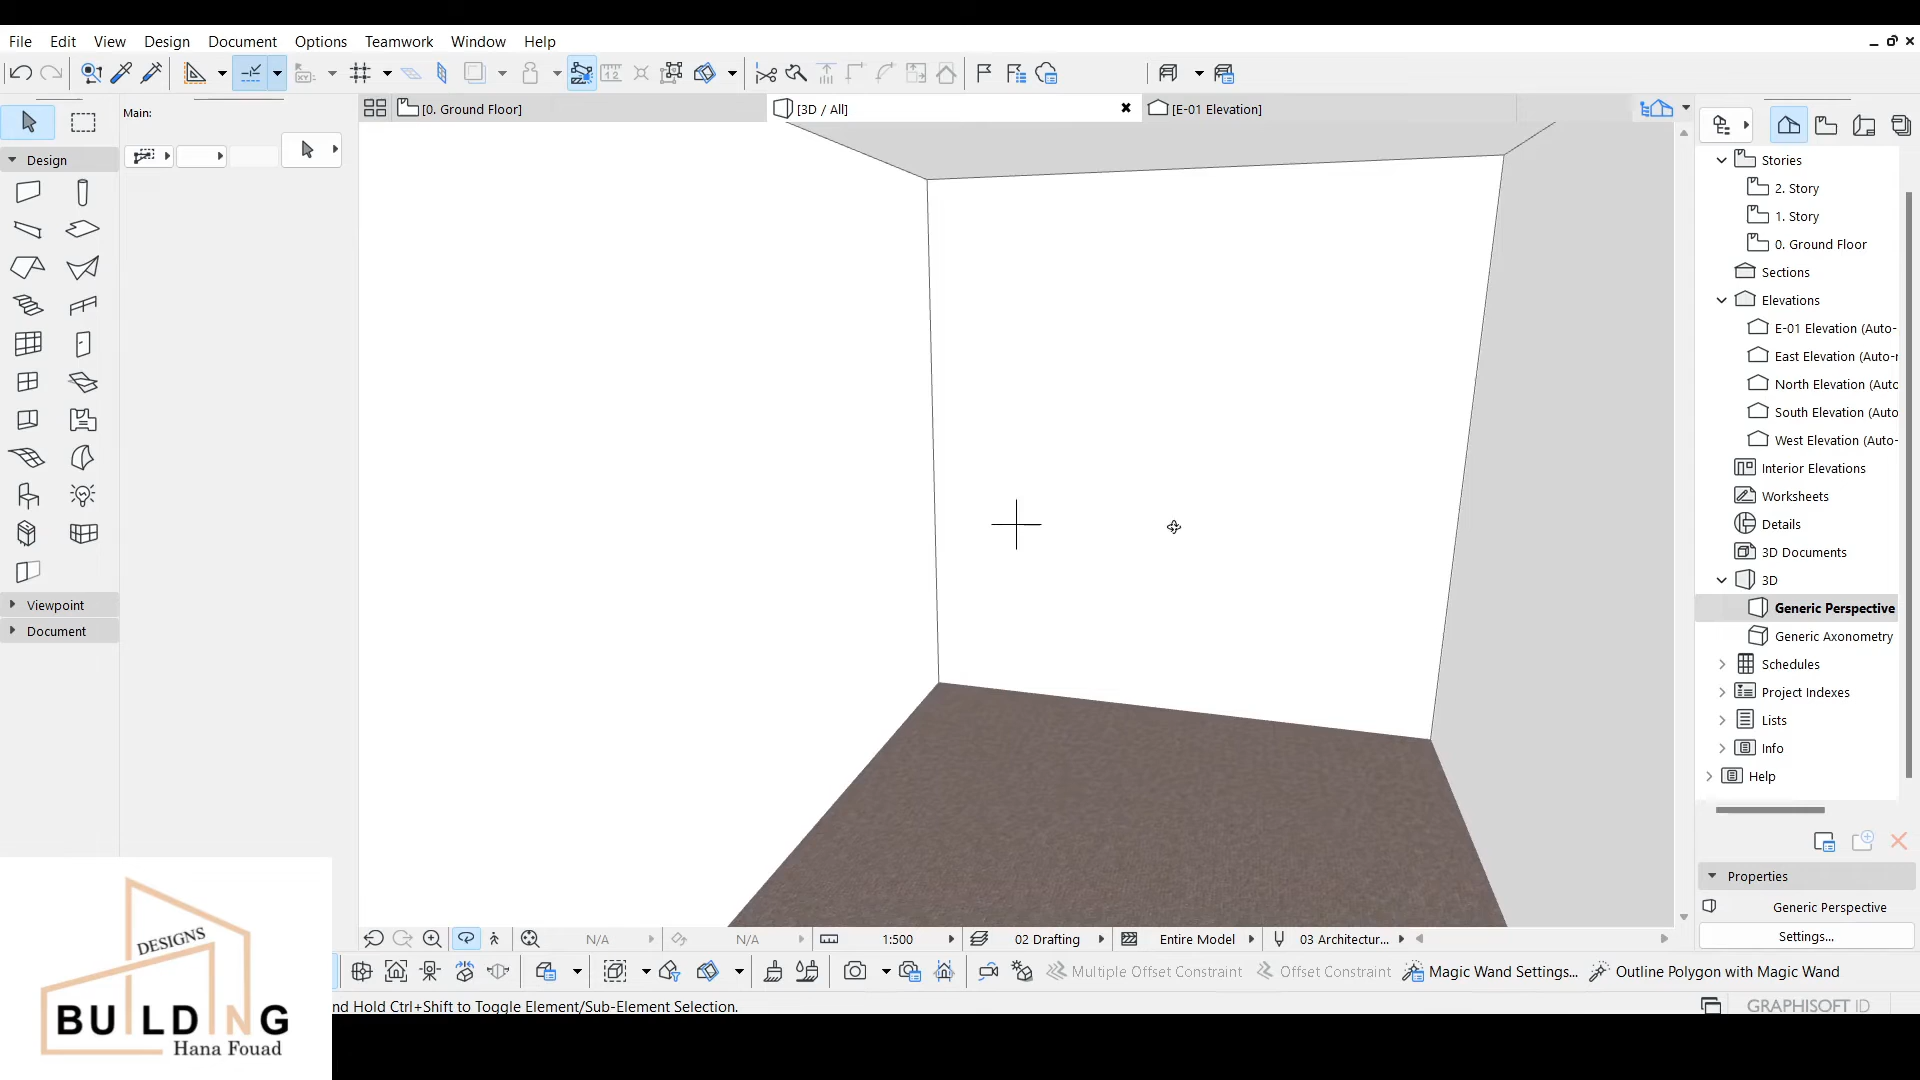 File Edit View Design Document Options Teamwork Window Help
[0. Ground Floor]
[3D / All]
[E-01 Elevation]
Main:
Design
Viewpoint
Document
Stories
2. Story
1. Story
0. Ground Floor
Sections
Elevations
E-01 Elevation (Auto-
East Elevation (Auto-r
North Elevation (Auto
South Elevation (Auto
West Elevation (Auto-
Interior Elevations
Worksheets
Details
3D Documents
3D
Generic Perspective
Generic Axonometry
Schedules
Project Indexes
Lists
Info
Help
Properties
Generic Perspective
Settings...
N/A N/A 1:500 02 Drafting Entire Model 03 Architectur...
Multiple Offset Constraint Offset Constraint Magic Wand Settings... Outline Polygon with Magic Wand
nd Hold Ctrl+Shift to Toggle Element/Sub-Element Selection.
GRAPHISOFT ID
DESIGNS
BUILDING
Hana Fouad